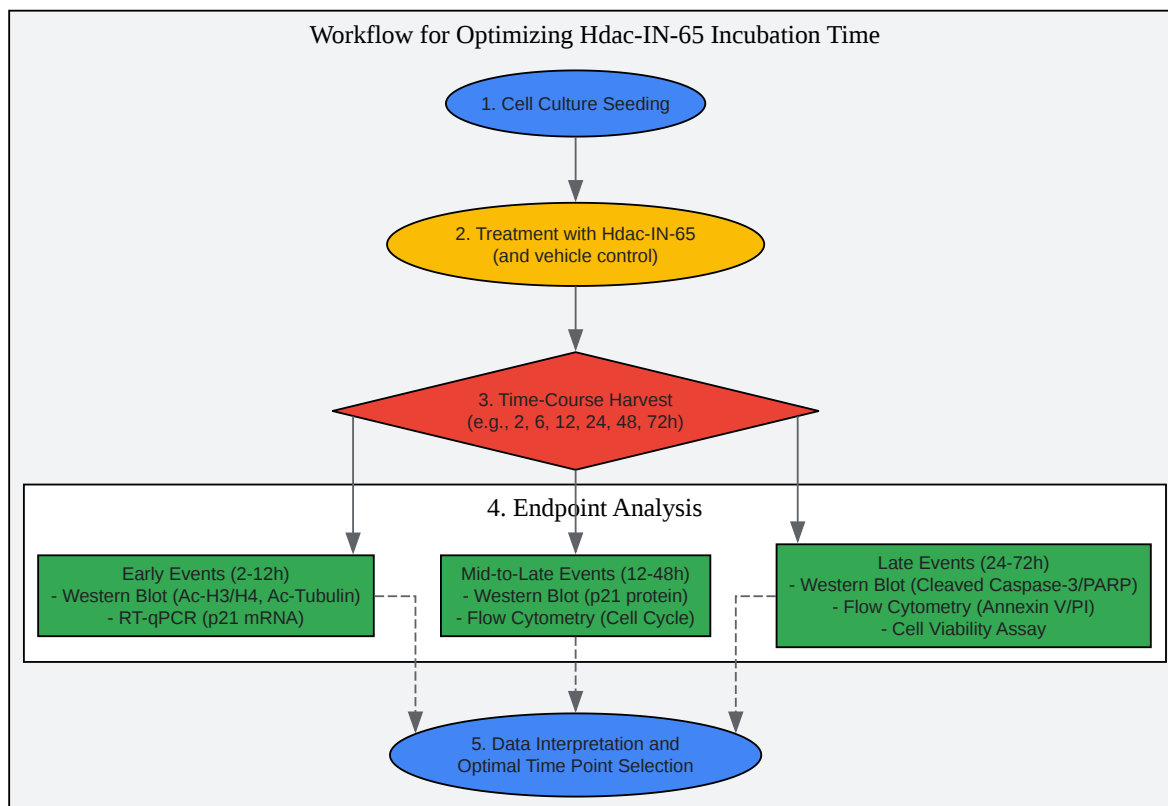 Workflow for Optimizing Hdac-IN-65 Incubation Time
1. Cell Culture Seeding
2. Treatment with Hdac-IN-65
(and vehicle control)
3. Time-Course Harvest
(e.g., 2, 6, 12, 24, 48, 72h)
4. Endpoint Analysis
Early Events (2-12h)
- Western Blot (Ac-H3/H4, Ac-Tubulin)
- RT-qPCR (p21 mRNA)
Mid-to-Late Events (12-48h)
- Western Blot (p21 protein)
- Flow Cytometry (Cell Cycle)
Late Events (24-72h)
- Western Blot (Cleaved Caspase-3/PARP)
- Flow Cytometry (Annexin V/PI)
- Cell Viability Assay
5. Data Interpretation and
Optimal Time Point Selection